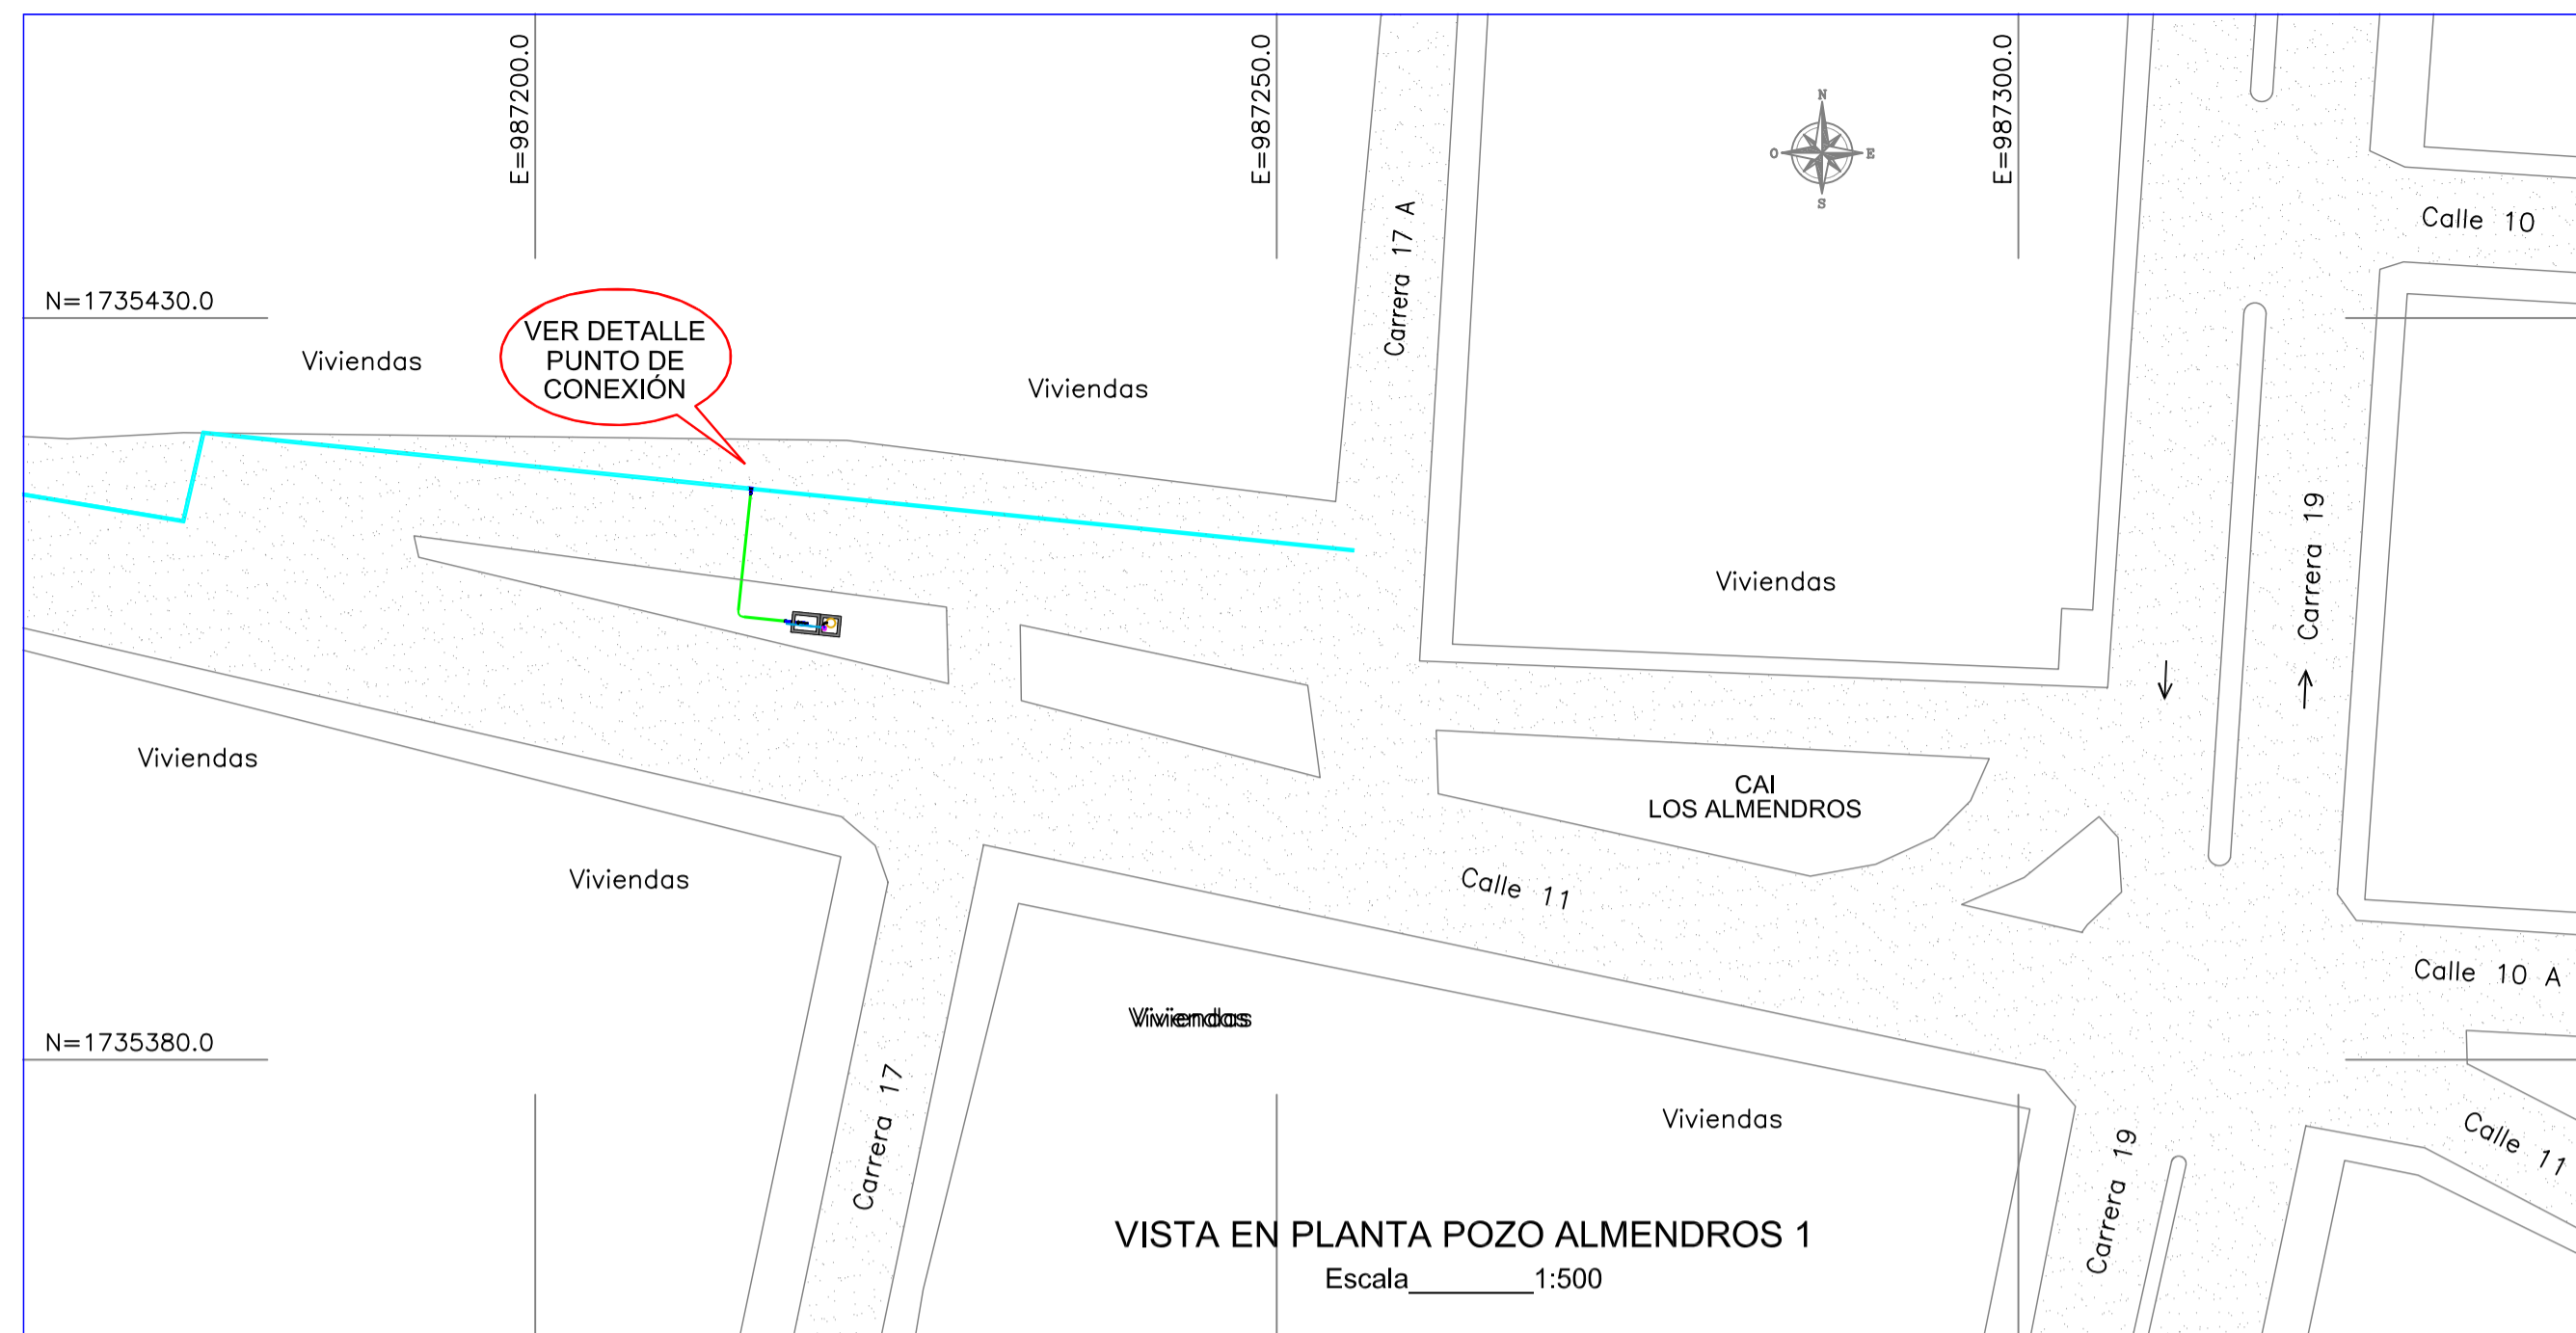 E=987200.0
E=987250.0
E=987300.0
N
O
E
S
Carrera 17 A
Calle 10
N=1735430.0
VER DETALLE
PUNTO DE
CONEXIÓN
Viviendas
Viviendas
Carrera 19
Viviendas
Viviendas
CAI
LOS ALMENDROS
Viviendas
Calle 11
Calle 10 A
Viviendas
N=1735380.0
Carrera 17
Viviendas
Calle 11
Carrera 19
VISTA EN PLANTA POZO ALMENDROS 1
Escala________1:500